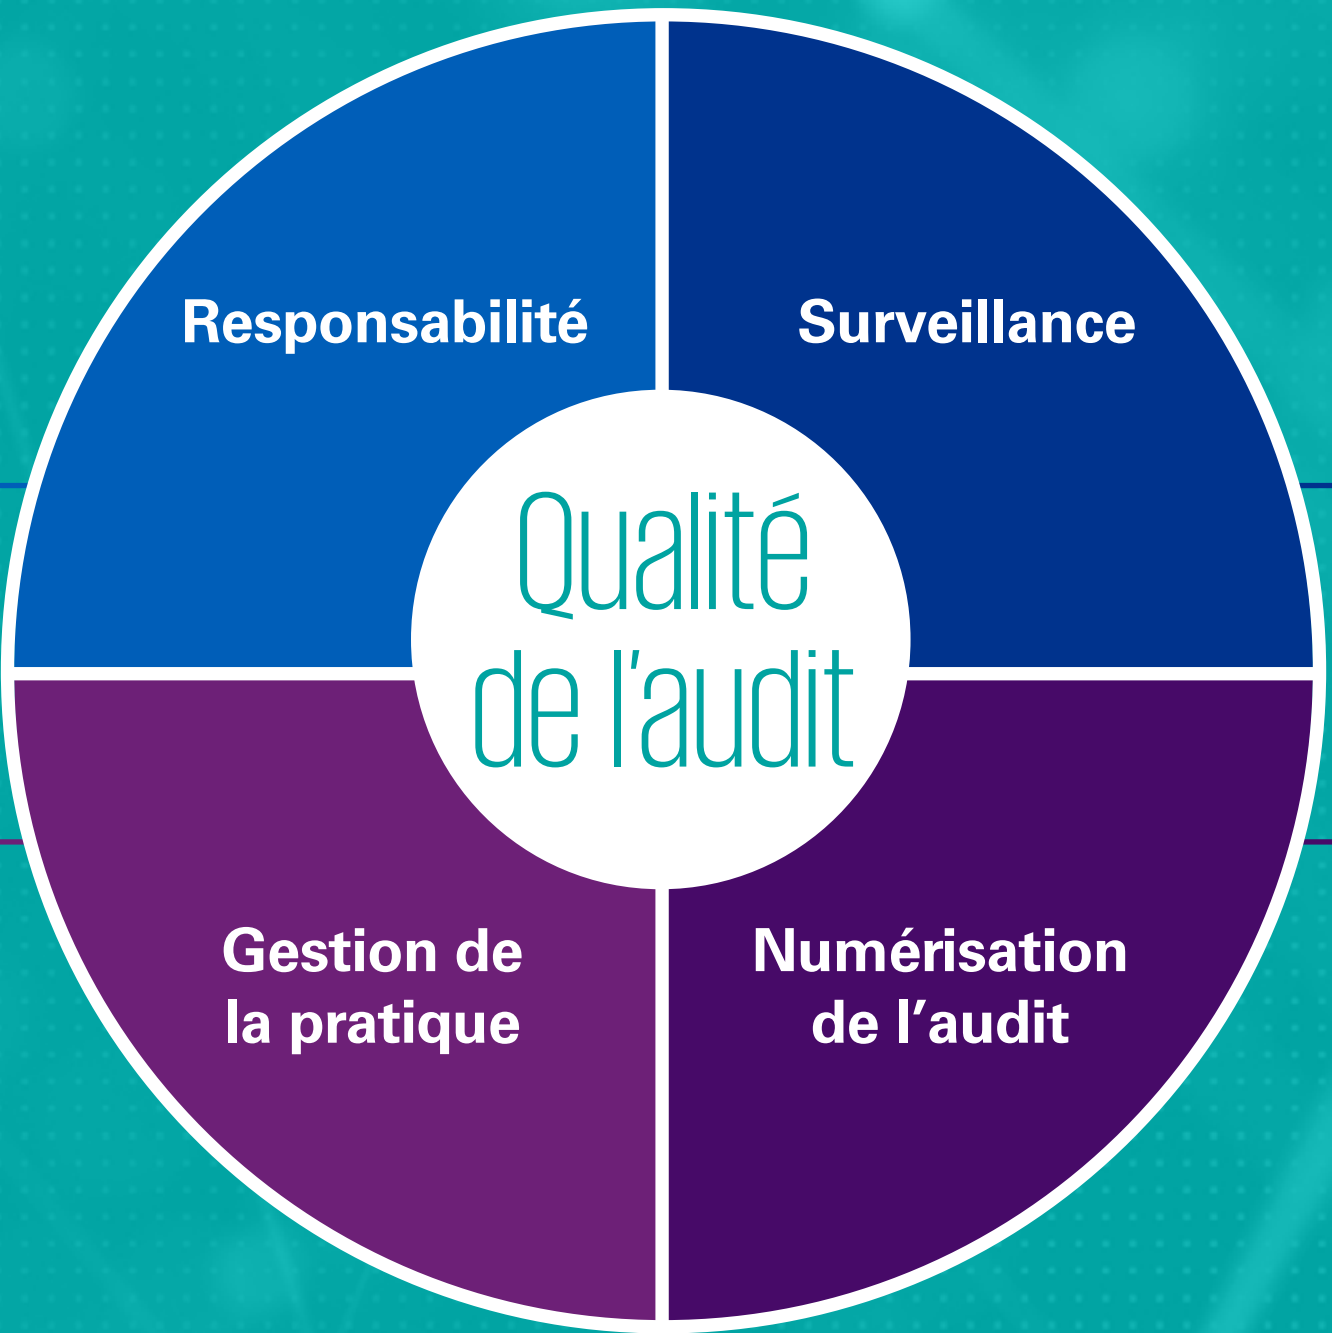 Responsabilité
Surveillance
Qualité
de l’audit
Gestion de
la pratique
Numérisation
de l’audit